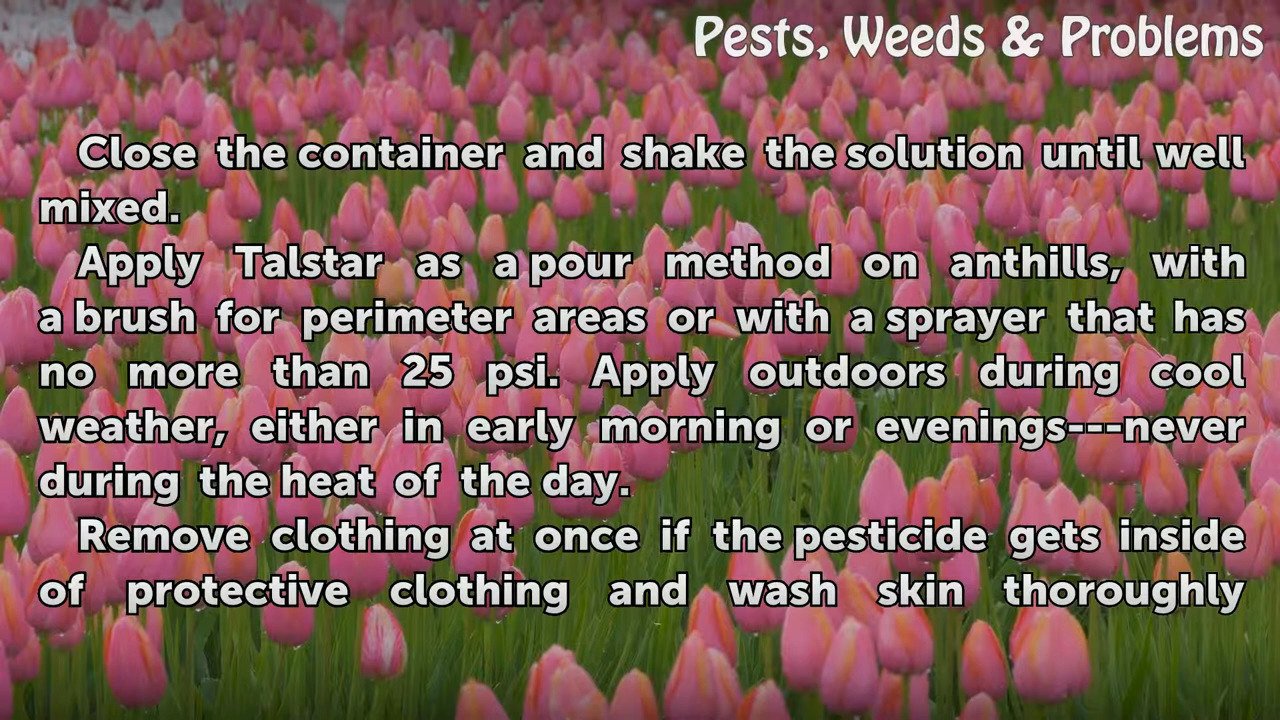 Pests, Weeds & Problems
Close the container and shake the solution until well
mixed.
Apply Talstar as a pour method on anthills, with
a brush for perimeter areas or with a sprayer that has
no more than 25 psi. Apply outdoors during cool
weather, either in early morning or evenings---never
during the heat of the day.
Remove clothing at once if the pesticide gets inside
of protective clothing and wash skin thoroughly